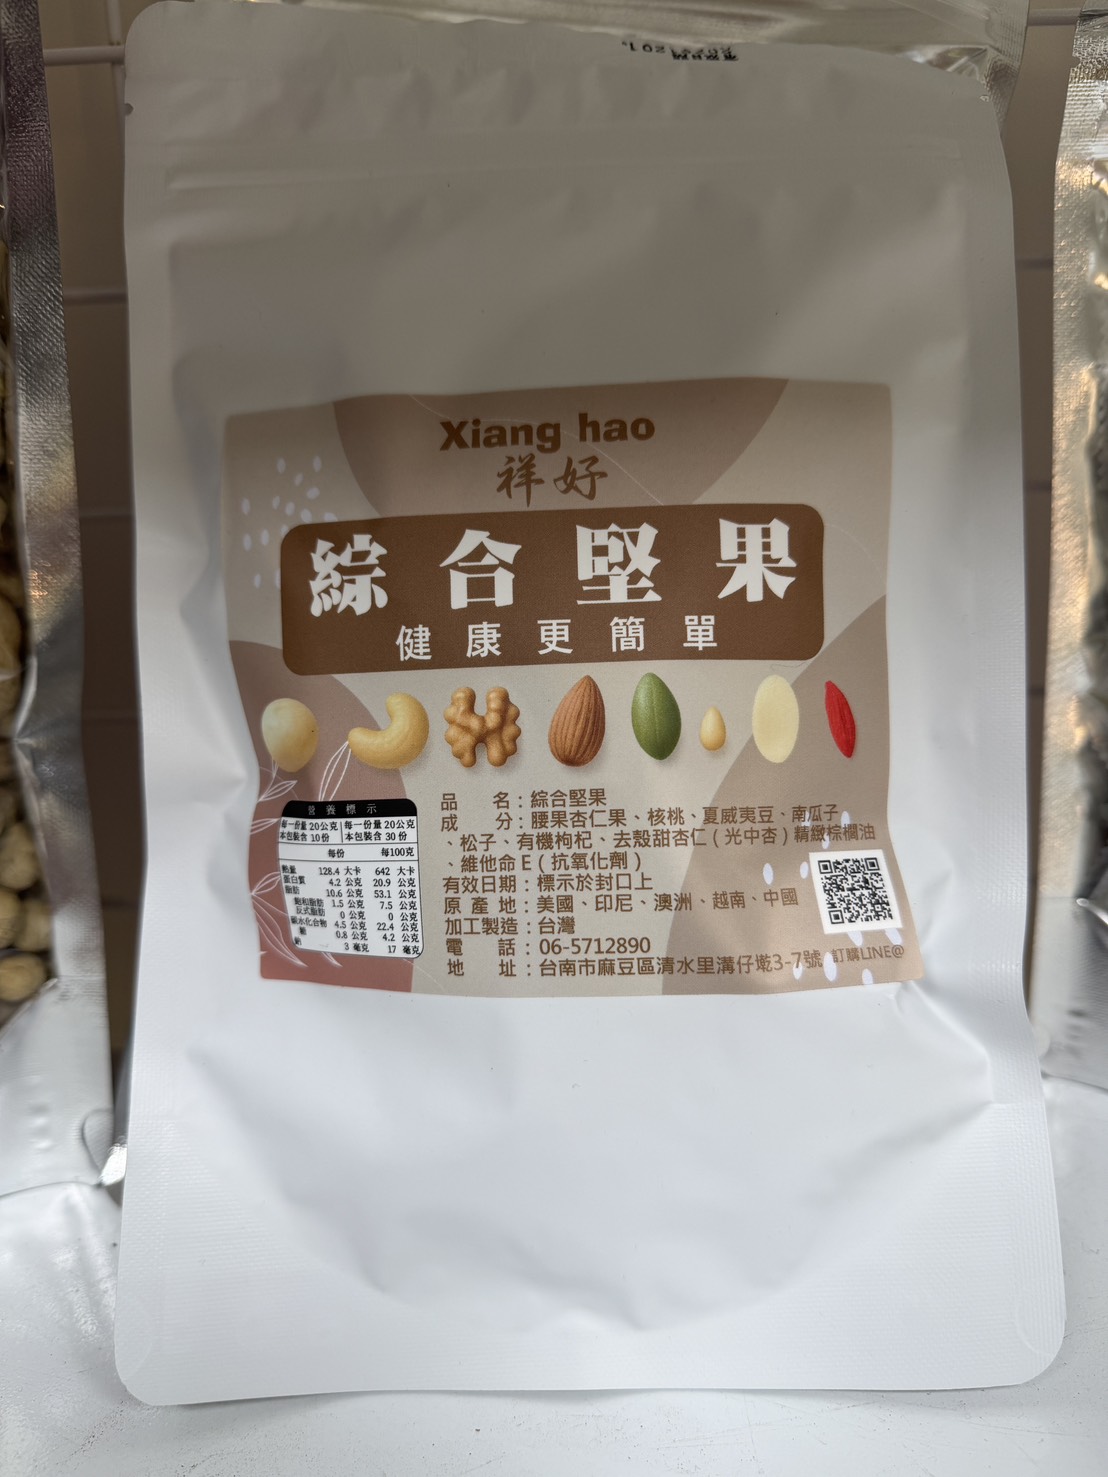 Xiang hao
祥好
綜合堅果
健康更簡單
營養標示
每一份量 20公克 每一份量 20公克
本包裝含 10份 本包裝含 30份
每份 每100克
熱量 128.4 大卡 642 大卡
蛋白質 4.2 公克 20.9 公克
脂肪 10.6 公克 53.1 公克
飽和脂肪 1.5 公克 7.5 公克
反式脂肪 0 公克 0 公克
碳水化合物 4.5 公克 22.4 公克
糖 0.8 公克 4.2 公克
鈉 3 毫克 17 毫克
品 名：綜合堅果
成 分：腰果杏仁果、核桃、夏威夷豆、南瓜子
、松子、有機枸杞、去殼甜杏仁（光中杏）精緻棕櫚油
、維他命E（抗氧化劑）
有效日期：標示於封口上
原產地：美國、印尼、澳洲、越南、中國
加工製造：台灣
電 話：06-5712890
地 址：台南市麻豆區清水里溝仔墘3-7號
訂購LINE@